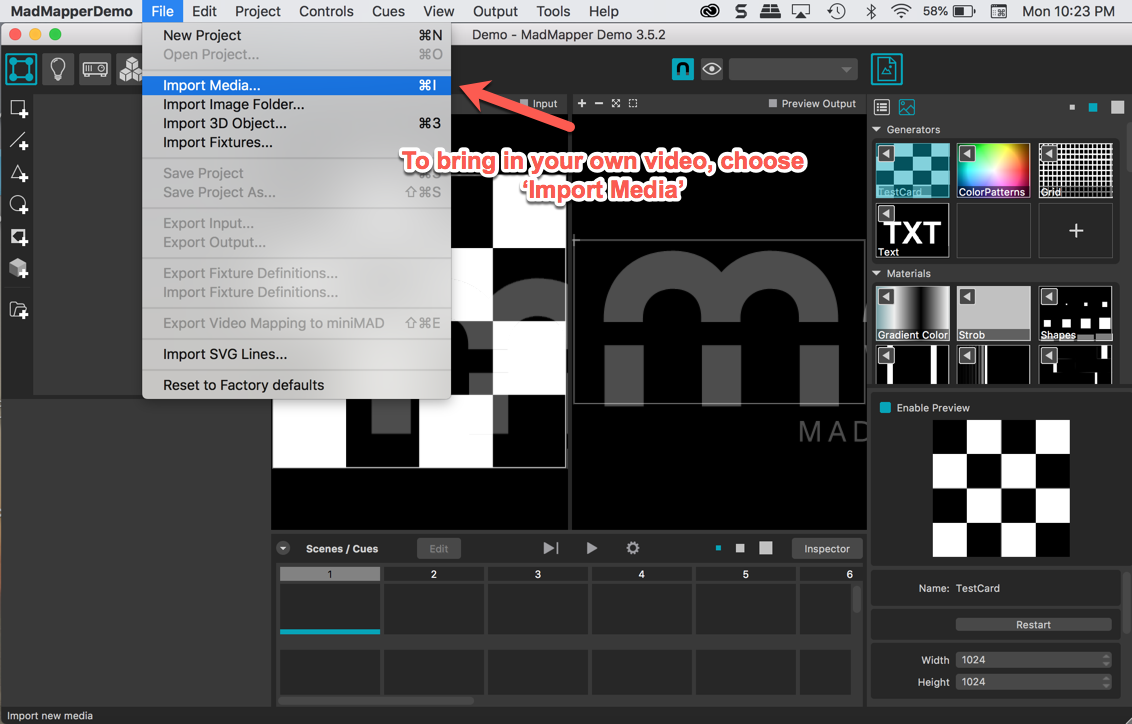 MadMapperDemo File Edit Project Controls Cues View Output Tools Help 58% Mon 10:23 PM
Demo - MadMapper Demo 3.5.2
New Project ⌘N
Open Project... ⌘O
Import Media... ⌘I
Import Image Folder...
Import 3D Object... ⌘3
Import Fixtures...
Save Project ⌘S
Save Project As... ⇧⌘S
Export Input...
Export Output...
Export Fixture Definitions...
Import Fixture Definitions...
Export Video Mapping to miniMAD ⇧⌘E
Import SVG Lines...
Reset to Factory defaults
Input
Preview Output
To bring in your own video, choose
‘Import Media’
m
MAD
Generators
TestCard ColorPatterns Grid
TXT
Text
Materials
Gradient Color Strob Shapes
Enable Preview
Name: TestCard
Restart
Width 1024
Height 1024
Scenes / Cues Edit Inspector
1 2 3 4 5 6
Import new media